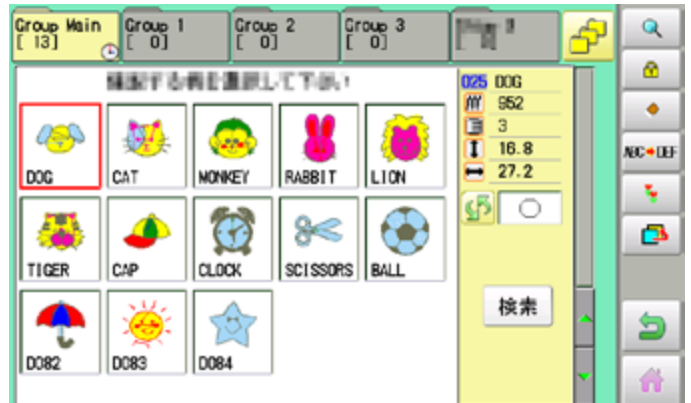 Group Main
[ 13]
Group 1
[ 0]
Group 2
[ 0]
Group 3
[ 0]
025 DOG
952
3
16.8
27.2
ABC DEF
DOG
CAT
MONKEY
RABBIT
LION
TIGER
CAP
CLOCK
SCISSORS
BALL
検索
D082
D083
D084